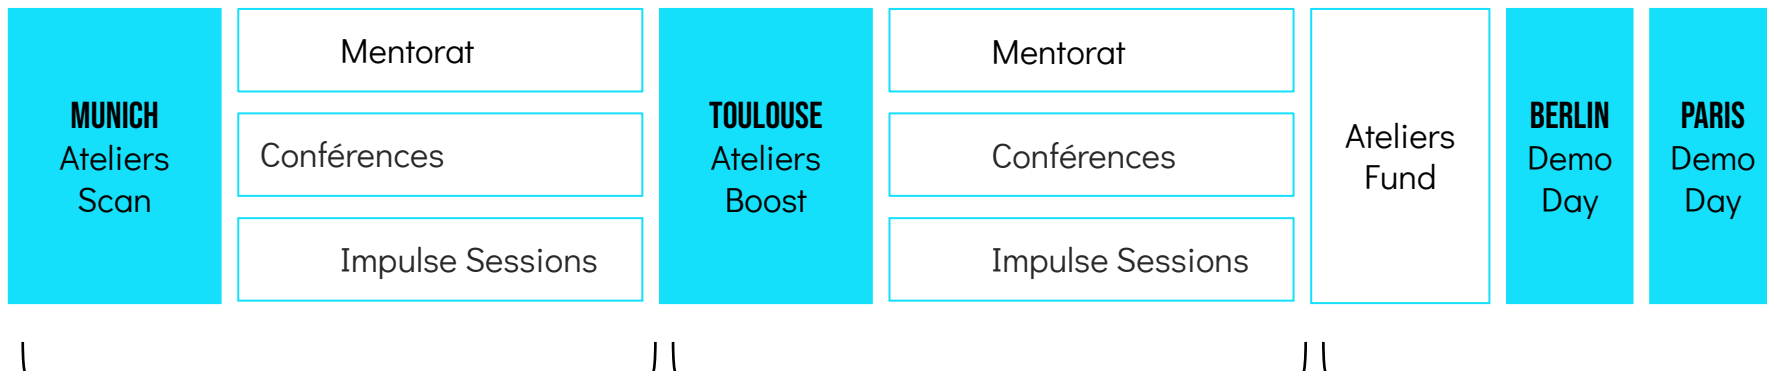 MUNICH
Ateliers
Scan
Mentorat
Conférences
Impulse Sessions
TOULOUSE
Ateliers
Boost
Mentorat
Conférences
Impulse Sessions
Ateliers
Fund
BERLIN
Demo
Day
PARIS
Demo
Day